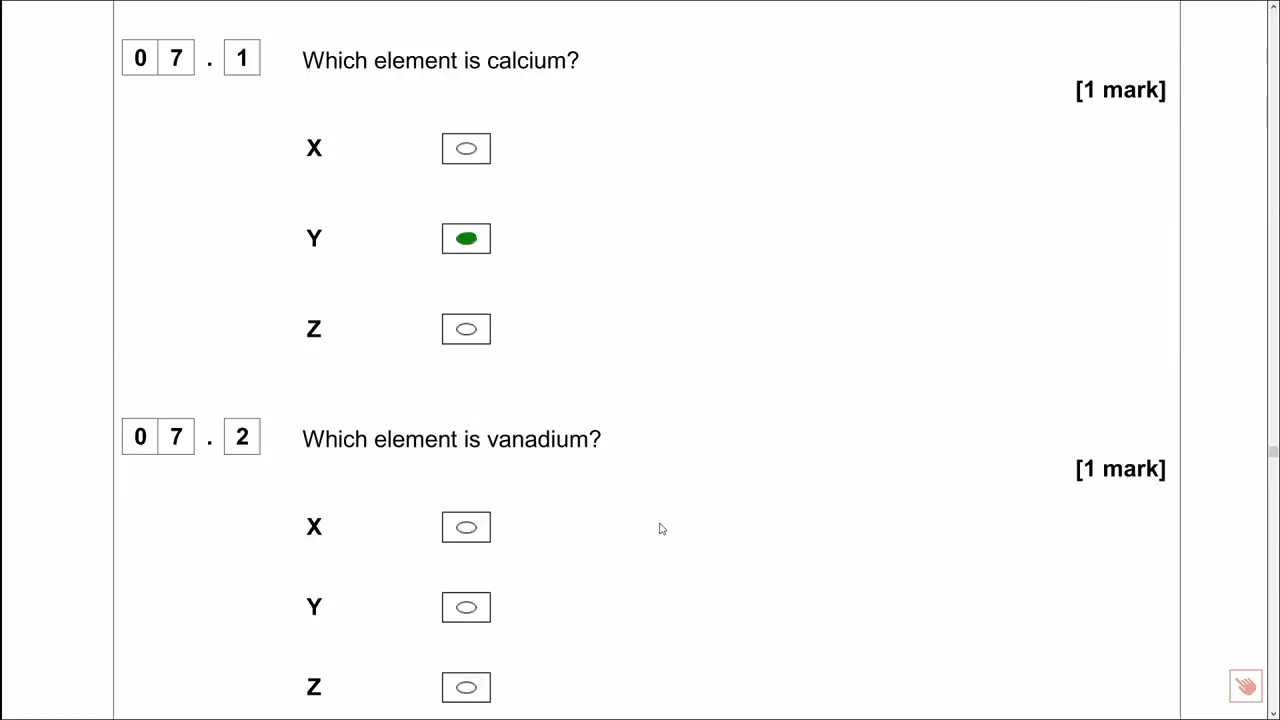 0 7 . 1 Which element is calcium?
[1 mark]
X
Y
Z
0 7 . 2 Which element is vanadium?
[1 mark]
X
Y
Z